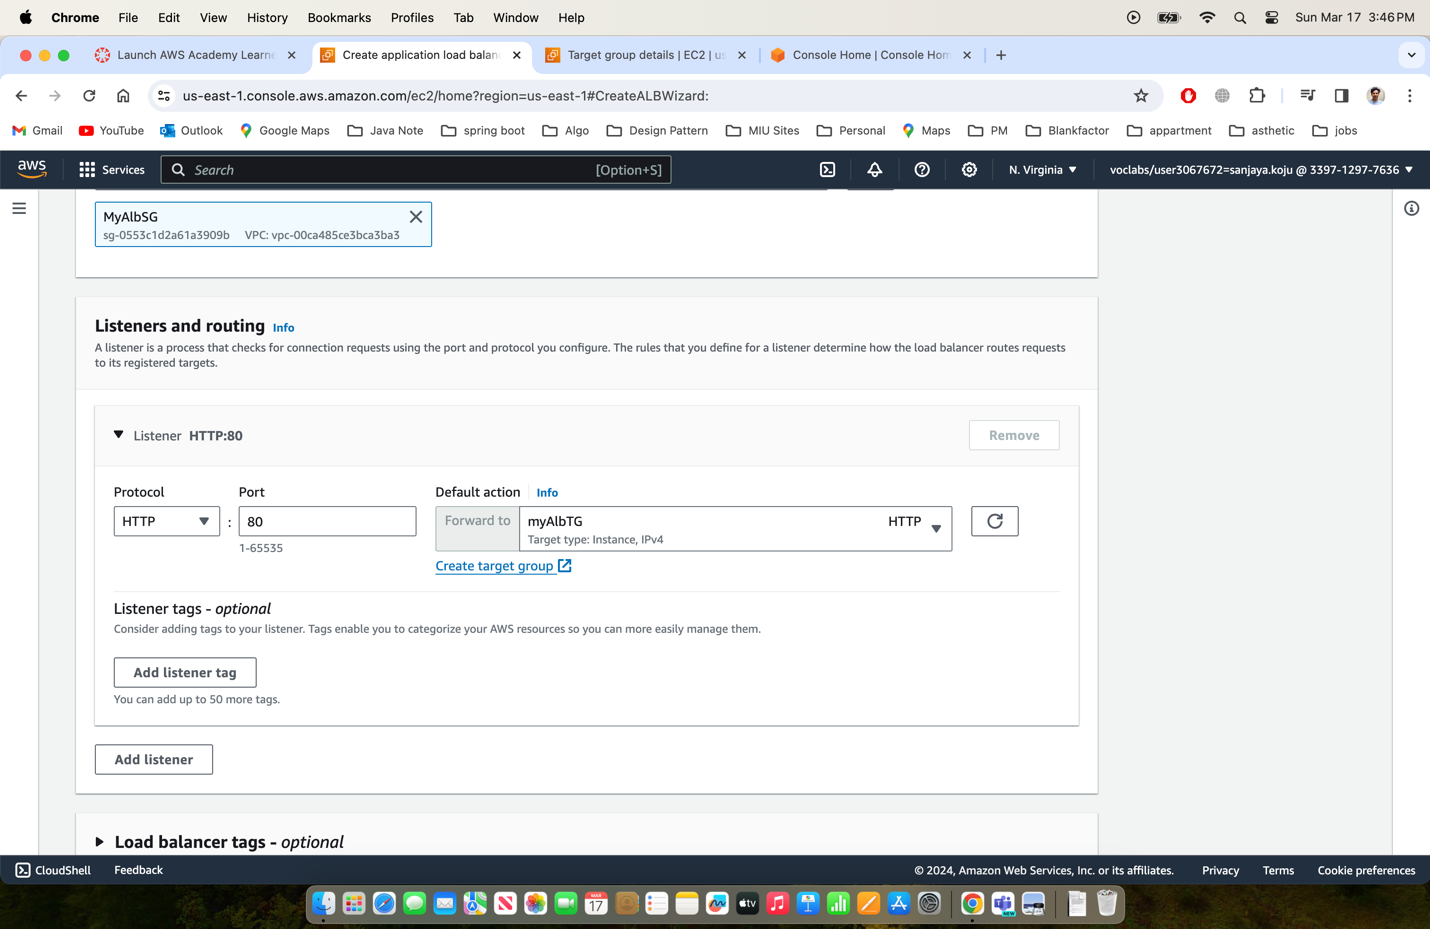 Chrome File Edit View History Bookmarks Profiles Tab Window Help Sun Mar 17 3:46 PM
Launch AWS Academy Learne Create application load balan Target group details | EC2 | us Console Home | Console Hom
us-east-1.console.aws.amazon.com/ec2/home?region=us-east-1#CreateALBWizard:
Gmail YouTube Outlook Google Maps Java Note spring boot Algo Design Pattern MIU Sites Personal Maps PM Blankfactor appartment asthetic jobs
aws Services Search [Option+S] N. Virginia voclabs/user3067672=sanjaya.koju @ 3397-1297-7636
MyAlbSG
sg-0553c1d2a61a3909b VPC: vpc-00ca485ce3bca3ba3
Listeners and routing Info
A listener is a process that checks for connection requests using the port and protocol you configure. The rules that you define for a listener determine how the load balancer routes requests
to its registered targets.
Listener HTTP:80 Remove
Protocol Port Default action Info
HTTP : 80 Forward to myAlbTG HTTP
Target type: Instance, IPv4
1-65535
Create target group
Listener tags - optional
Consider adding tags to your listener. Tags enable you to categorize your AWS resources so you can more easily manage them.
Add listener tag
You can add up to 50 more tags.
Add listener
Load balancer tags - optional
CloudShell Feedback © 2024, Amazon Web Services, Inc. or its affiliates. Privacy Terms Cookie preferences
MAR
17
tv
NEW